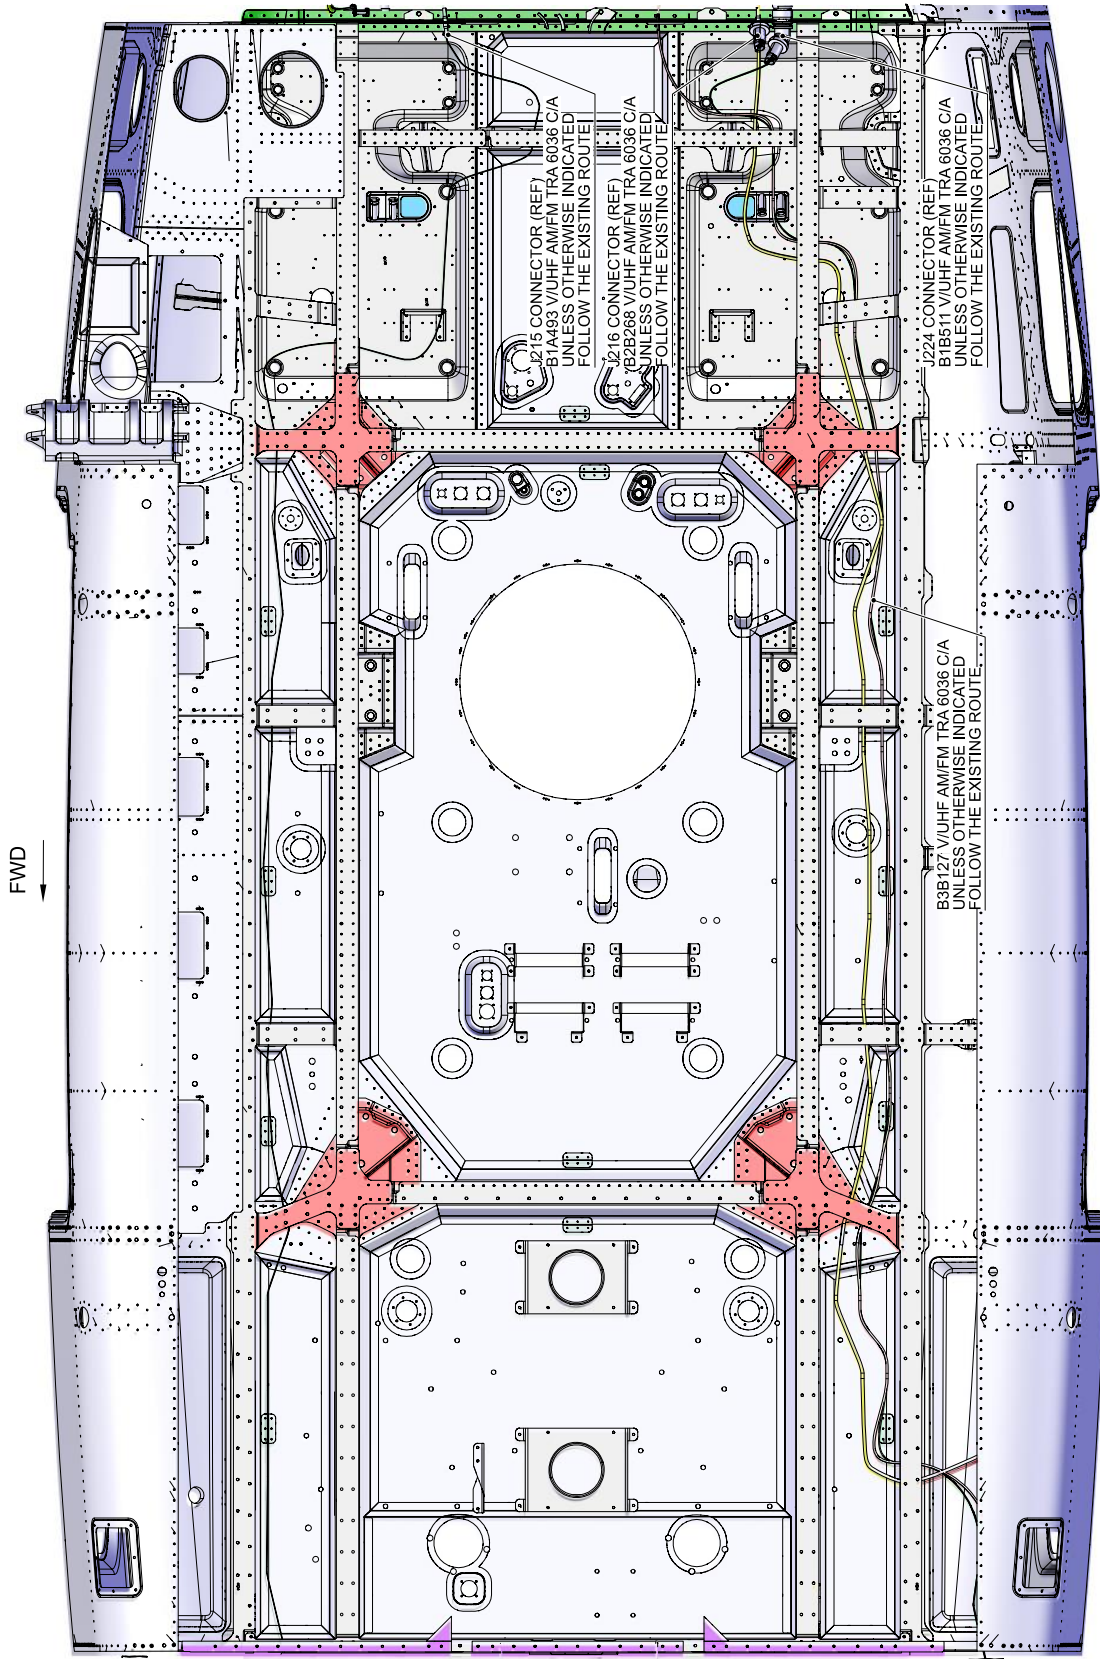 J215 CONNECTOR (REF)
B1A493 V/UHF AM/FM TRA 6036 C/A
UNLESS OTHERWISE INDICATED
FOLLOW THE EXISTING ROUTE
J216 CONNECTOR (REF)
B2B268 V/UHF AM/FM TRA 6036 C/A
UNLESS OTHERWISE INDICATED
FOLLOW THE EXISTING ROUTE
J224 CONNECTOR (REF)
B1B511 V/UHF AM/FM TRA 6036 C/A
UNLESS OTHERWISE INDICATED
FOLLOW THE EXISTING ROUTE
B3B127 V/UHF AM/FM TRA 6036 C/A
UNLESS OTHERWISE INDICATED
FOLLOW THE EXISTING ROUTE
FWD